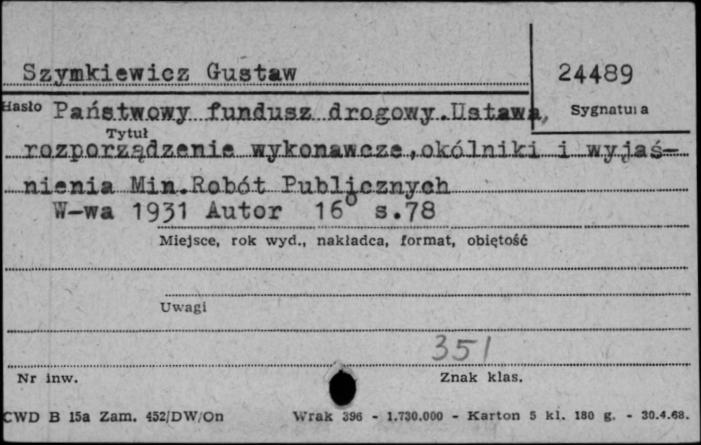 Szymkiewicz Gustaw 24489
Hasło Państwowy fundusz drogowy.Ustawa, Sygnatura
Tytuł
rozporządzenie wykonawcze,okólniki i wyjaś-
nienia Min.Robót Publicznych
W-wa 1931 Autor 16° s.78
Miejsce, rok wyd., nakładca, format, objętość
Uwagi
351
Nr inw. Znak klas.
CWD B 15a Zam. 452/DW/On Wrak 396 - 1.730.000 - Karton 5 kl. 180 g. - 30.4.68.